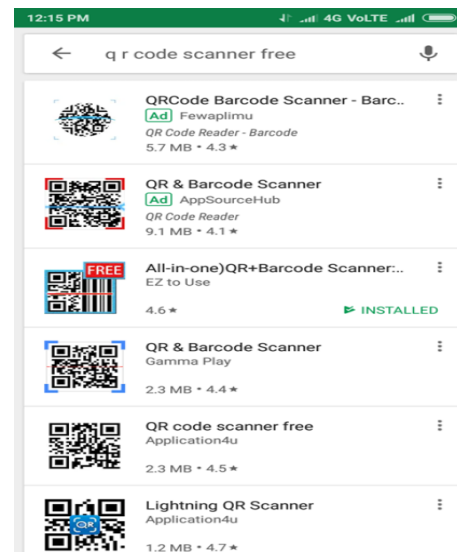 12:15 PM 4G VoLTE
q r code scanner free
QRCode Barcode Scanner - Barc..
Ad Fewaplimu
QR Code Reader - Barcode
5.7 MB • 4.3 ★
QR & Barcode Scanner
Ad AppSourceHub
QR Code Reader
9.1 MB • 4.1 ★
FREE
All-in-one)QR+Barcode Scanner:..
EZ to Use
4.6 ★ INSTALLED
QR & Barcode Scanner
Gamma Play
2.3 MB • 4.4 ★
QR code scanner free
Application4u
2.3 MB • 4.5 ★
QR
Lightning QR Scanner
Application4u
1.2 MB • 4.7 ★